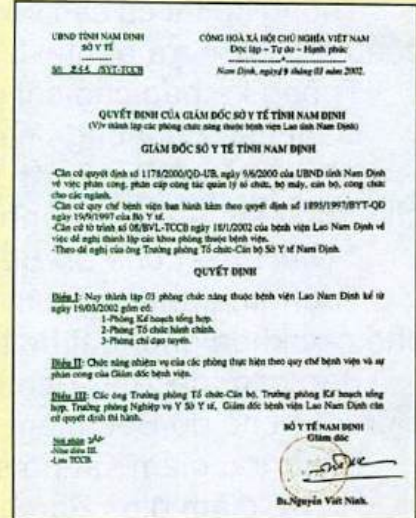 UBND TỈNH NAM ĐỊNH
SỞ Y TẾ
CỘNG HOÀ XÃ HỘI CHỦ NGHĨA VIỆT NAM
Độc lập - Tự do - Hạnh phúc
Số /SYT-TCCB
Nam Định, ngày 19 tháng 03 năm 2002.
QUYẾT ĐỊNH CỦA GIÁM ĐỐC SỞ Y TẾ TỈNH NAM ĐỊNH
(V/v thành lập các phòng chức năng thuộc bệnh viện Lao tỉnh Nam Định)
GIÁM ĐỐC SỞ Y TẾ TỈNH NAM ĐỊNH
-Căn cứ quyết định số 1178/2000/QĐ-UB, ngày 9/6/2000 của UBND tỉnh Nam Định
về việc phân công, phân cấp công tác quản lý tổ chức, bộ máy, cán bộ, công chức
cho các ngành.
-Căn cứ quy chế bệnh viện ban hành kèm theo quyết định số 1895/1997/BYT-QĐ
ngày 19/9/1997 của Bộ Y tế.
-Căn cứ tờ trình số 08/BVL-TCCB ngày 18/1/2002 của bệnh viện Lao Nam Định về
việc đề nghị thành lập các khoa phòng thuộc bệnh viện.
-Theo đề nghị của ông Trưởng phòng Tổ chức-Cán bộ Sở Y tế Nam Định.
QUYẾT ĐỊNH
Điều I: Nay thành lập 03 phòng chức năng thuộc bệnh viện Lao Nam Định kể từ
ngày 19/03/2002 gồm có:
1-Phòng Kế hoạch tổng hợp.
2-Phòng Tổ chức hành chính.
3-Phòng chỉ đạo tuyến.
Điều II: Chức năng nhiệm vụ của các phòng thực hiện theo quy chế bệnh viện và sự
phân công của Giám đốc bệnh viện.
Điều III: Các ông Trưởng phòng Tổ chức-Cán bộ, Trưởng phòng Kế hoạch tổng
hợp, Trưởng phòng Nghiệp vụ Y Sở Y tế, Giám đốc bệnh viện Lao Nam Định căn
cứ quyết định thi hành.
Nơi nhận
-Như điều III.
-Lưu TCCB.
SỞ Y TẾ NAM ĐỊNH
Giám đốc
Bs.Nguyễn Viết Ninh.